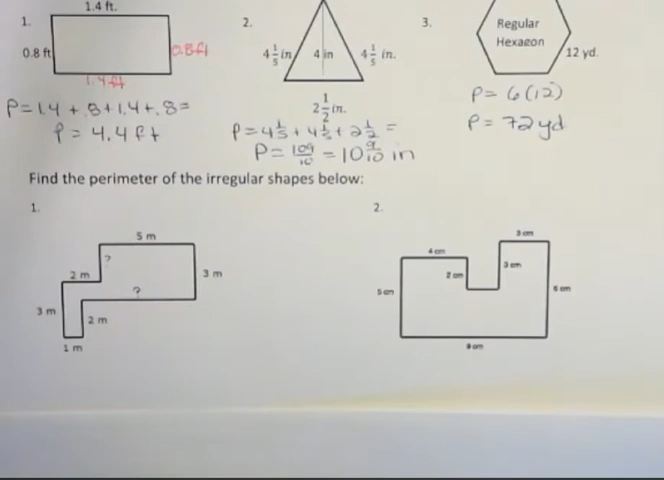 1.
1.4 ft.
0.8 ft
0.8ft
1.4ft
P=1.4 + .8+1.4+.8=
P = 4.4 ft
2.
4 1/5 in
4 in
4 1/5 in.
2 1/2 in.
P=4 1/5 + 4 1/5 + 2 1/2 =
P= 109/10 = 10 9/10 in
3.
Regular
Hexagon
12 yd.
P= 6(12)
P= 72yd
Find the perimeter of the irregular shapes below:
1.
5 m
?
2 m
3 m
?
3 m
2 m
1 m
2.
3 cm
4 cm
2 cm
3 cm
5 cm
6 cm
9 cm